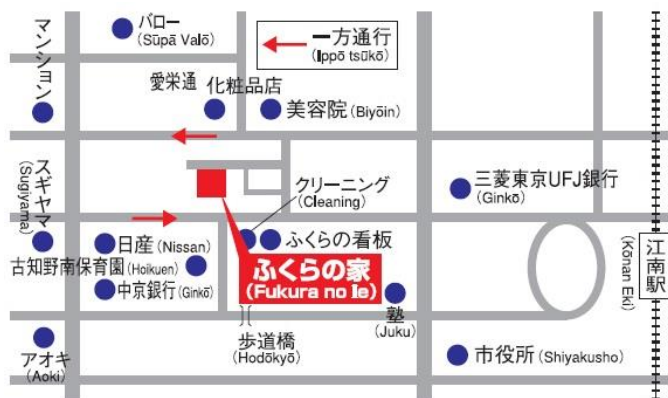 マンション
バロー
(Sūpā Valō)
一方通行
(Ippō tsūkō)
愛栄通
化粧品店
美容院 (Biyōin)
スギヤマ
(Sugiyama)
クリーニング
(Cleaning)
三菱東京UFJ銀行
(Ginkō)
日産 (Nissan)
ふくらの看板
古知野南保育園 (Hoikuen)
中京銀行 (Ginkō)
ふくらの家
(Fukura no Ie)
江南駅
(Kōnan Eki)
塾
(Juku)
歩道橋
(Hodōkyō)
アオキ
(Aoki)
市役所 (Shiyakusho)